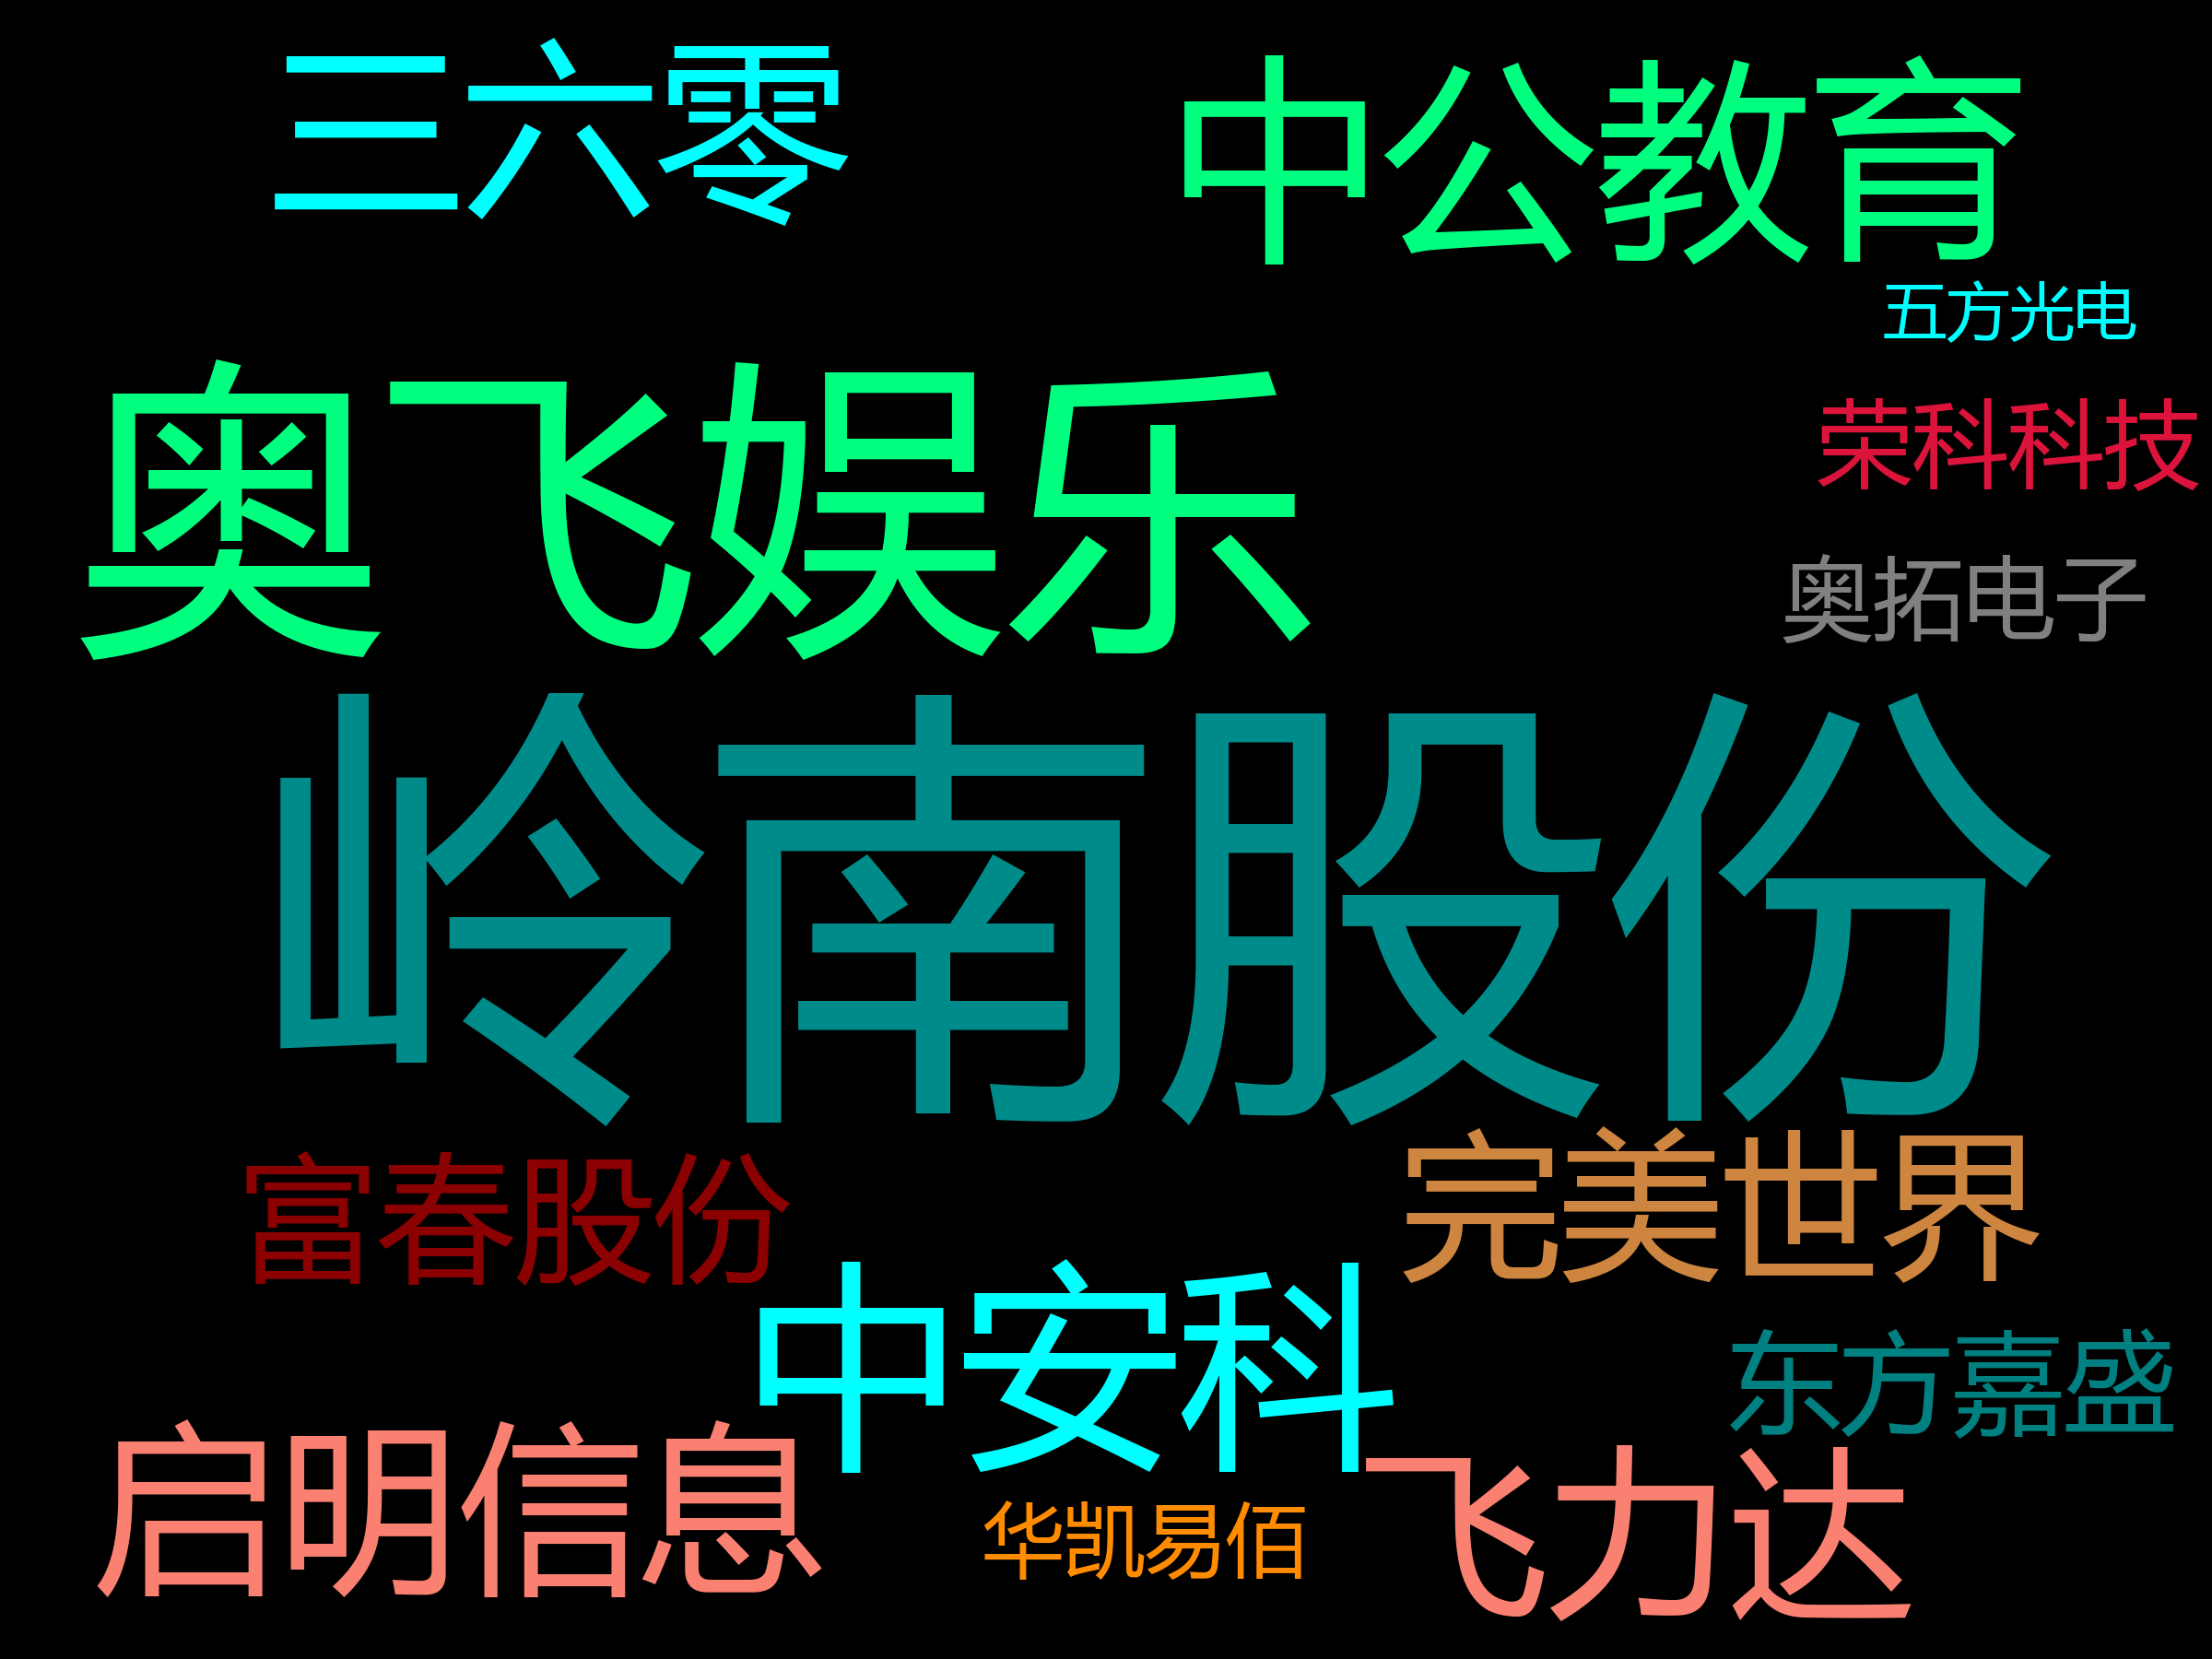 三六零
中公教育
五方光电
奥飞娱乐
荣科科技
奥拓电子
岭南股份
富春股份
完美世界
中安科
东方嘉盛
启明信息
华凯易佰
飞力达